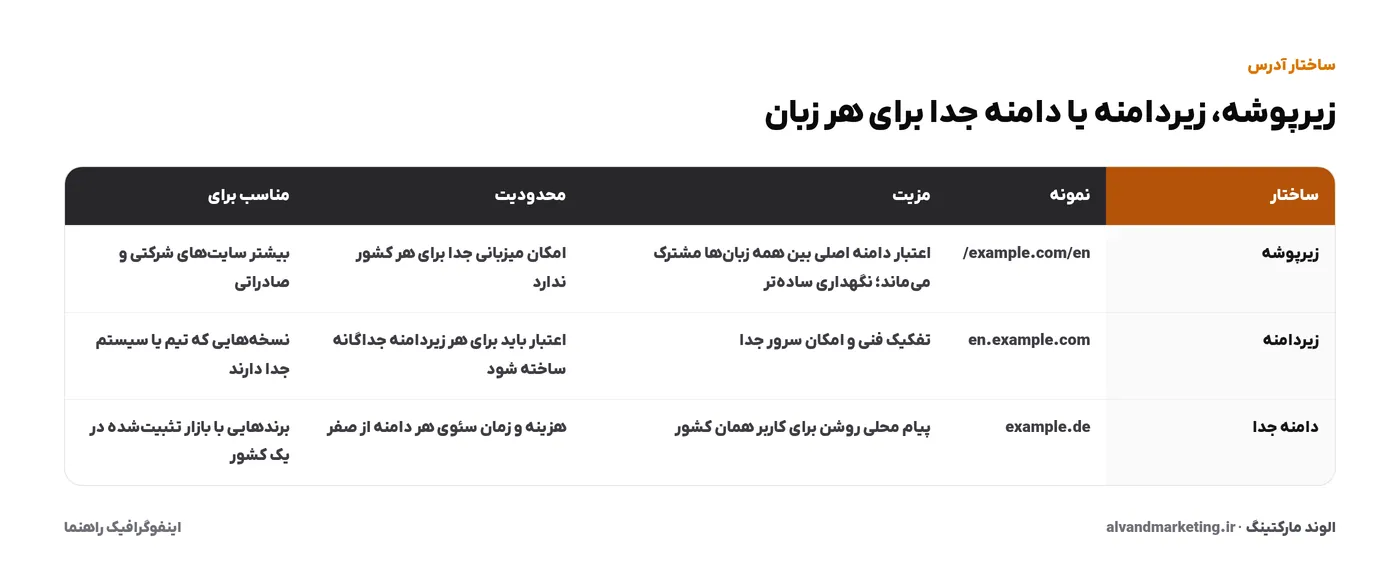 ساختار آدرس
زیرپوشه، زیردامنه یا دامنه جدا برای هر زبان
ساختار نمونه مزیت محدودیت مناسب برای
زیرپوشه /example.com/en اعتبار دامنه اصلی بین همه زبان‌ها مشترک امکان میزبانی جدا برای هر کشور بیشتر سایت‌های شرکتی و
می‌ماند؛ نگهداری ساده‌تر ندارد صادراتی
زیردامنه en.example.com تفکیک فنی و امکان سرور جدا اعتبار باید برای هر زیردامنه جداگانه نسخه‌هایی که تیم یا سیستم
ساخته شود جدا دارند
دامنه جدا example.de پیام محلی روشن برای کاربر همان کشور هزینه و زمان سئوی هر دامنه از صفر برندهایی با بازار تثبیت‌شده در
یک کشور
الوند مارکتینگ · alvandmarketing.ir اینفوگرافیک راهنما